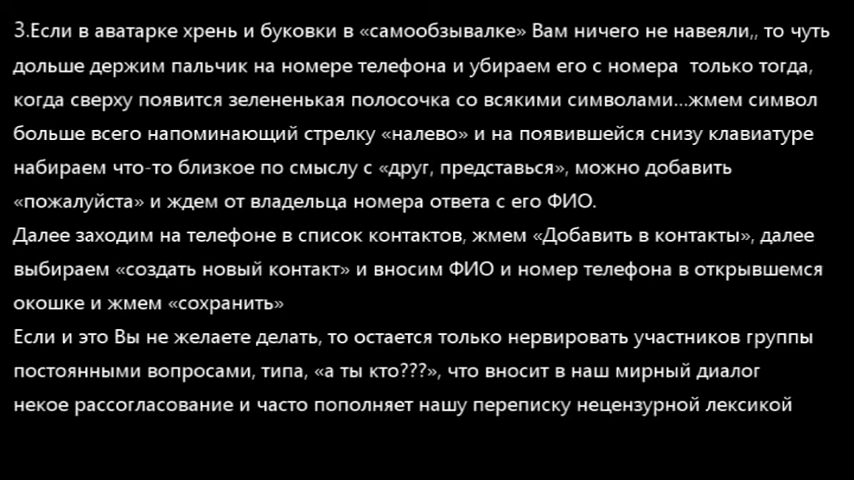 3.Если в аватарке хрень и буковки в «самообзывалке» Вам ничего не навеяли,, то чуть
дольше держим пальчик на номере телефона и убираем его с номера  только тогда,
когда сверху появится зелененькая полосочка со всякими символами...жмем символ
больше всего напоминающий стрелку «налево» и на появившейся снизу клавиатуре
набираем что-то близкое по смыслу с «друг, представься», можно добавить
«пожалуйста» и ждем от владельца номера ответа с его ФИО.
Далее заходим на телефоне в список контактов, жмем «Добавить в контакты», далее
выбираем «создать новый контакт» и вносим ФИО и номер телефона в открывшемся
окошке и жмем «сохранить»
Если и это Вы не желаете делать, то остается только нервировать участников группы
постоянными вопросами, типа, «а ты кто???», что вносит в наш мирный диалог
некое рассогласование и часто пополняет нашу переписку нецензурной лексикой